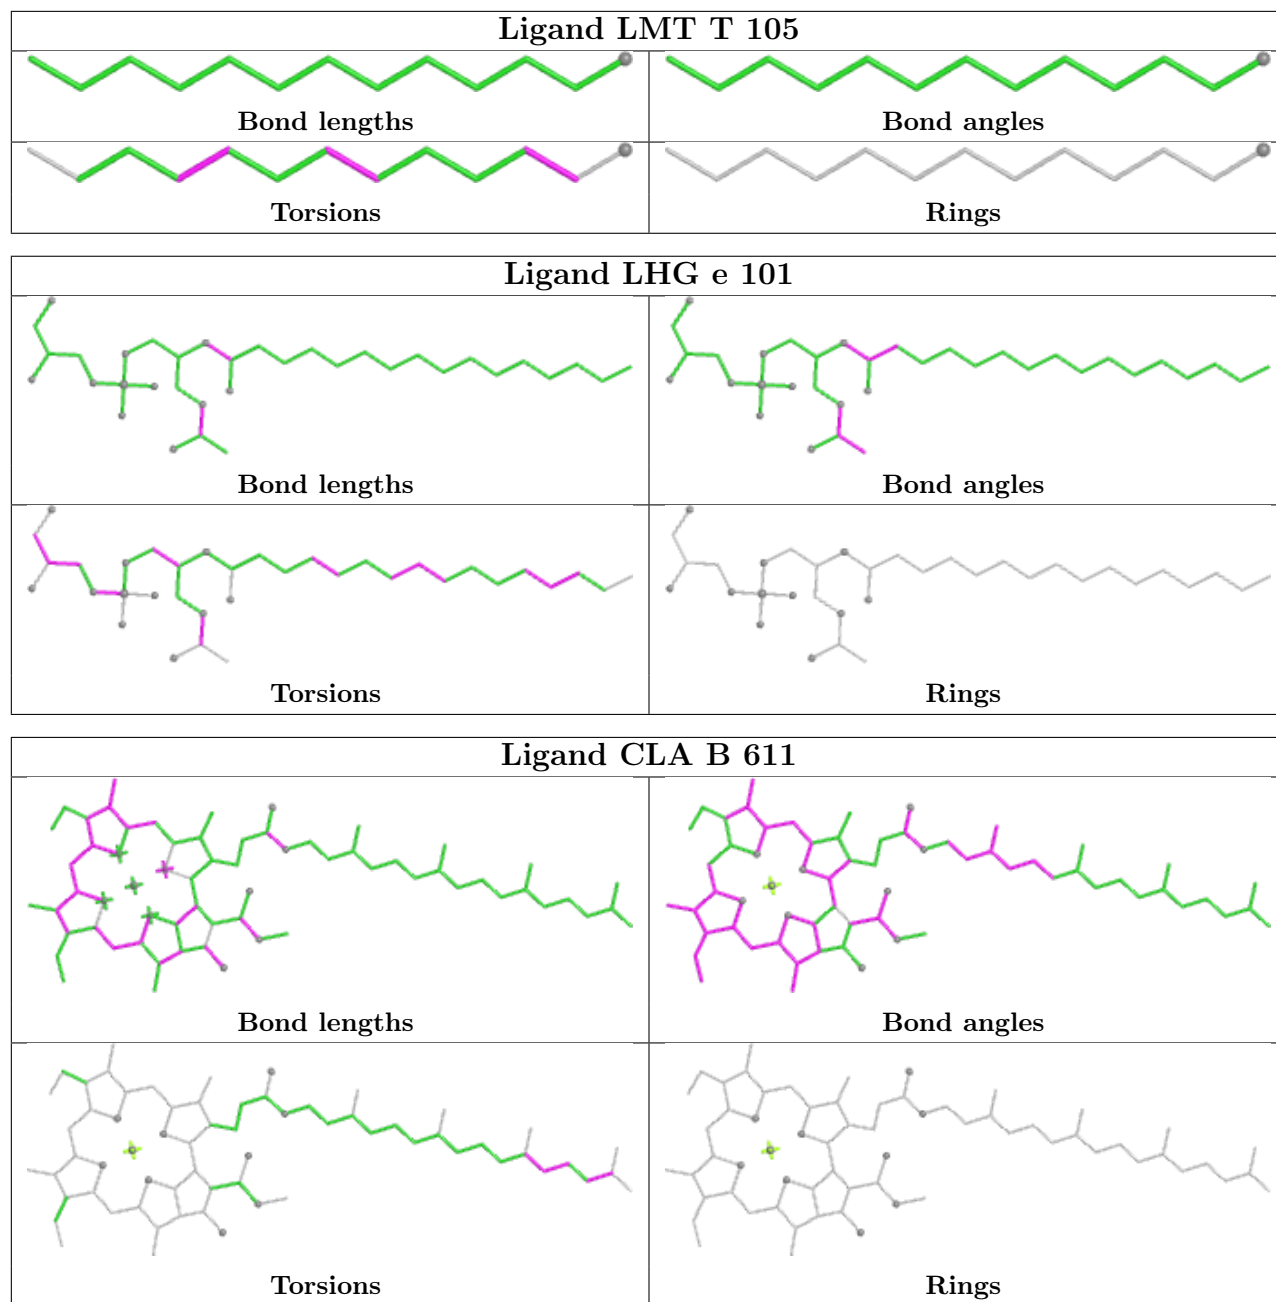 Ligand LMT T 105
Bond lengths
Bond angles
Torsions
Rings
Ligand LHG e 101
Bond lengths
Bond angles
Torsions
Rings
Ligand CLA B 611
Bond lengths
Bond angles
Torsions
Rings